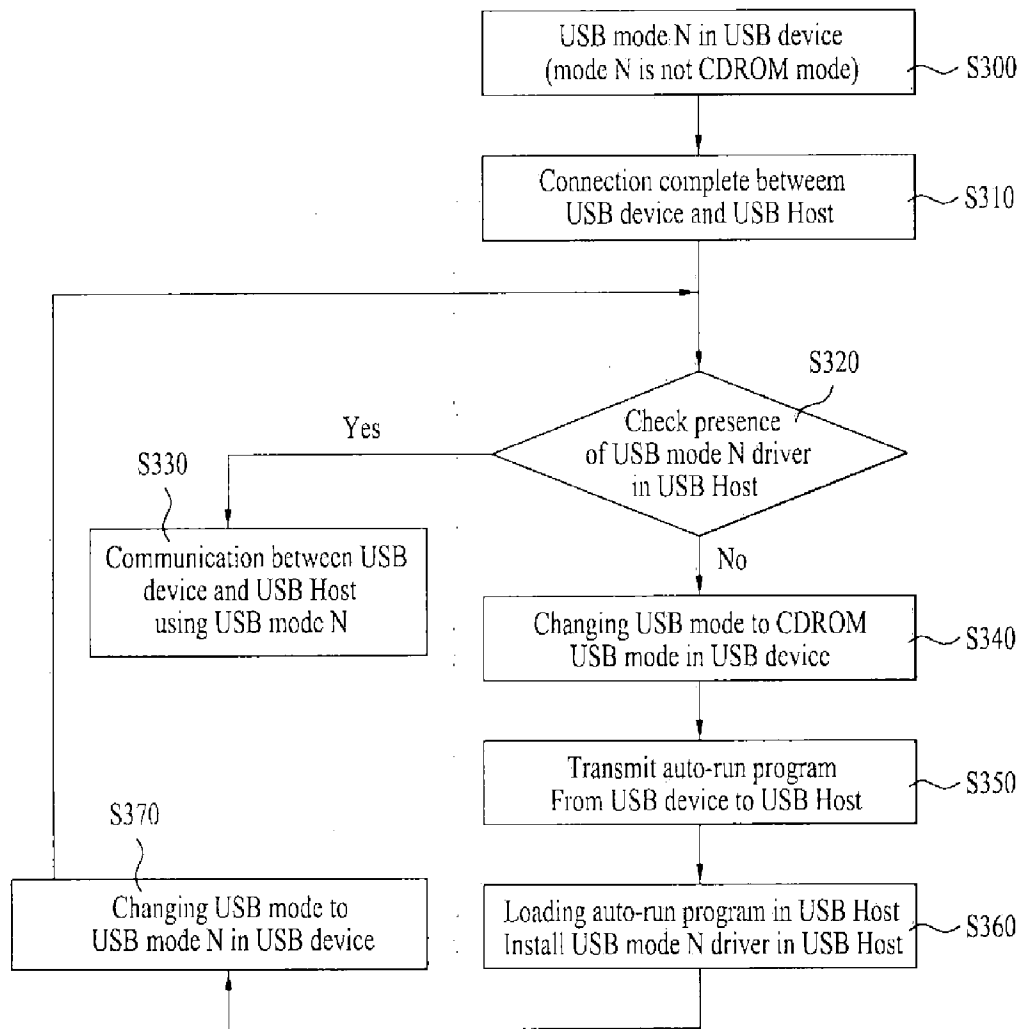 USB mode N in USB device
(mode N is not CDROM mode)
S300
Connection complete betweem
USB device and USB Host
S310
S320
Check presence
of USB mode N driver
in USB Host
Yes
No
S330
Communication between USB
device and USB Host
using USB mode N
Changing USB mode to CDROM
USB mode in USB device
S340
Transmit auto-run program
From USB device to USB Host
S350
S370
Changing USB mode to
USB mode N in USB device
Loading auto-run program in USB Host
Install USB mode N driver in USB Host
S360